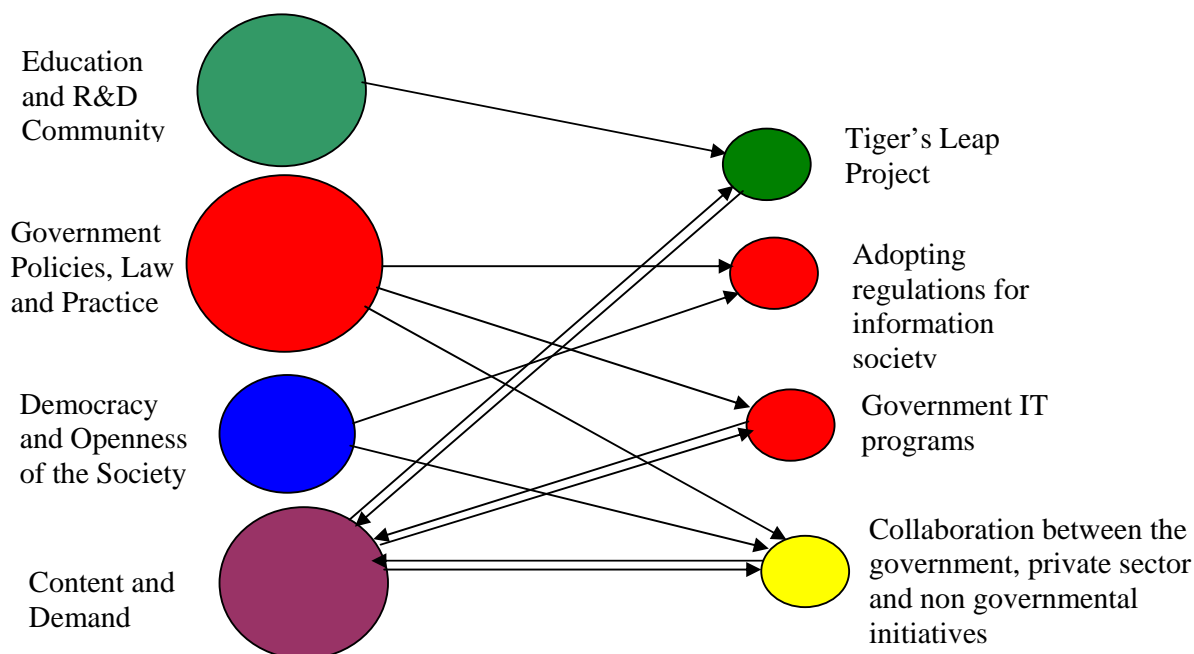 Education
and R&D
Community
Tiger’s Leap
Project
Government
Policies, Law
and Practice
Adopting
regulations for
information
society
Democracy
and Openness
of the Society
Government IT
programs
Content and
Demand
Collaboration between the
government, private sector
and non governmental
initiatives